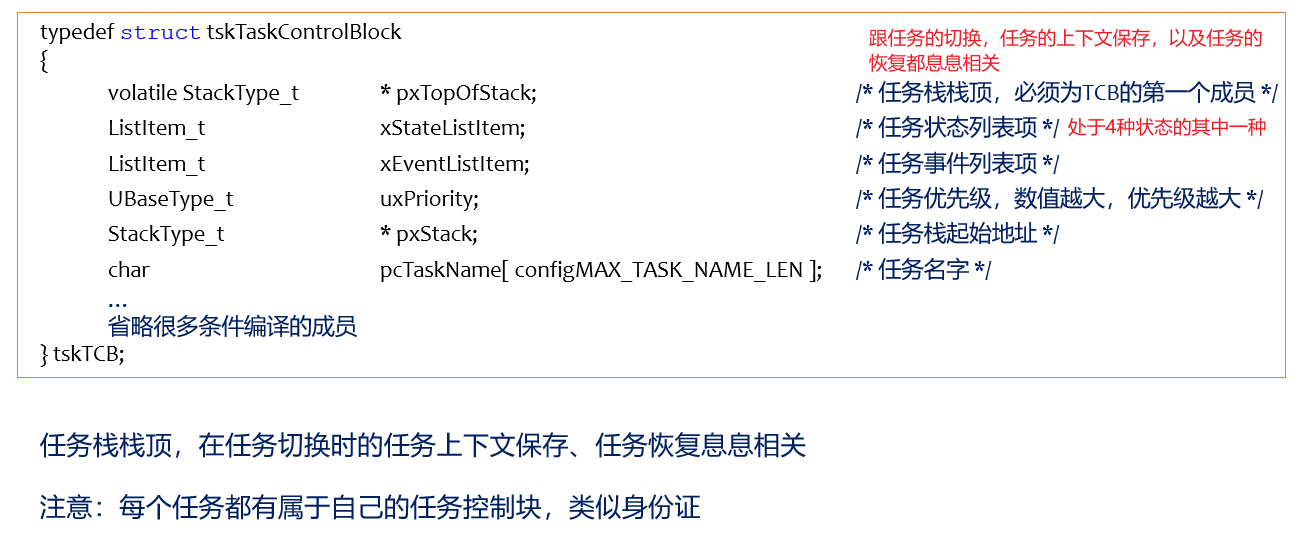 typedef struct tskTaskControlBlock
跟任务的切换，任务的上下文保存，以及任务的
{
恢复都息息相关
volatile StackType_t * pxTopOfStack; /* 任务栈栈顶，必须为TCB的第一个成员 */
ListItem_t xStateListItem; /* 任务状态列表项 */ 处于4种状态的其中一种
ListItem_t xEventListItem; /* 任务事件列表项 */
UBaseType_t uxPriority; /* 任务优先级，数值越大，优先级越大 */
StackType_t * pxStack; /* 任务栈起始地址 */
char pcTaskName[ configMAX_TASK_NAME_LEN ]; /* 任务名字 */
…
省略很多条件编译的成员
} tskTCB;
任务栈栈顶，在任务切换时的任务上下文保存、任务恢复息息相关
注意：每个任务都有属于自己的任务控制块，类似身份证